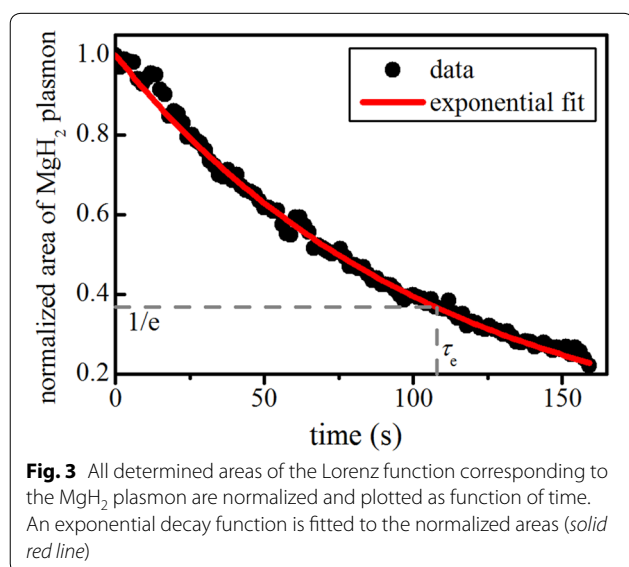 normalized area of MgH₂ plasmon
1.0
0.8
0.6
0.4
0.2
data
exponential fit
1/e
τₑ
0
50
100
150
time (s)
Fig. 3 All determined areas of the Lorenz function corresponding to
the MgH₂ plasmon are normalized and plotted as function of time.
An exponential decay function is fitted to the normalized areas (solid
red line)